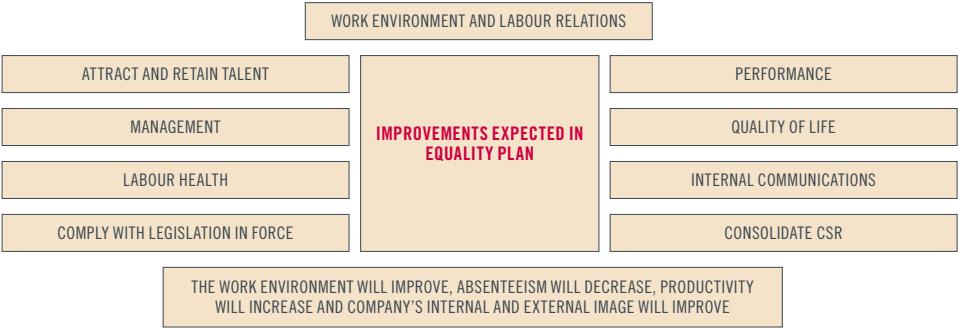 WORK ENVIRONMENT AND LABOUR RELATIONS
ATTRACT AND RETAIN TALENT
MANAGEMENT
LABOUR HEALTH
COMPLY WITH LEGISLATION IN FORCE
IMPROVEMENTS EXPECTED IN
EQUALITY PLAN
PERFORMANCE
QUALITY OF LIFE
INTERNAL COMMUNICATIONS
CONSOLIDATE CSR
THE WORK ENVIRONMENT WILL IMPROVE, ABSENTEEISM WILL DECREASE, PRODUCTIVITY
WILL INCREASE AND COMPANY’S INTERNAL AND EXTERNAL IMAGE WILL IMPROVE